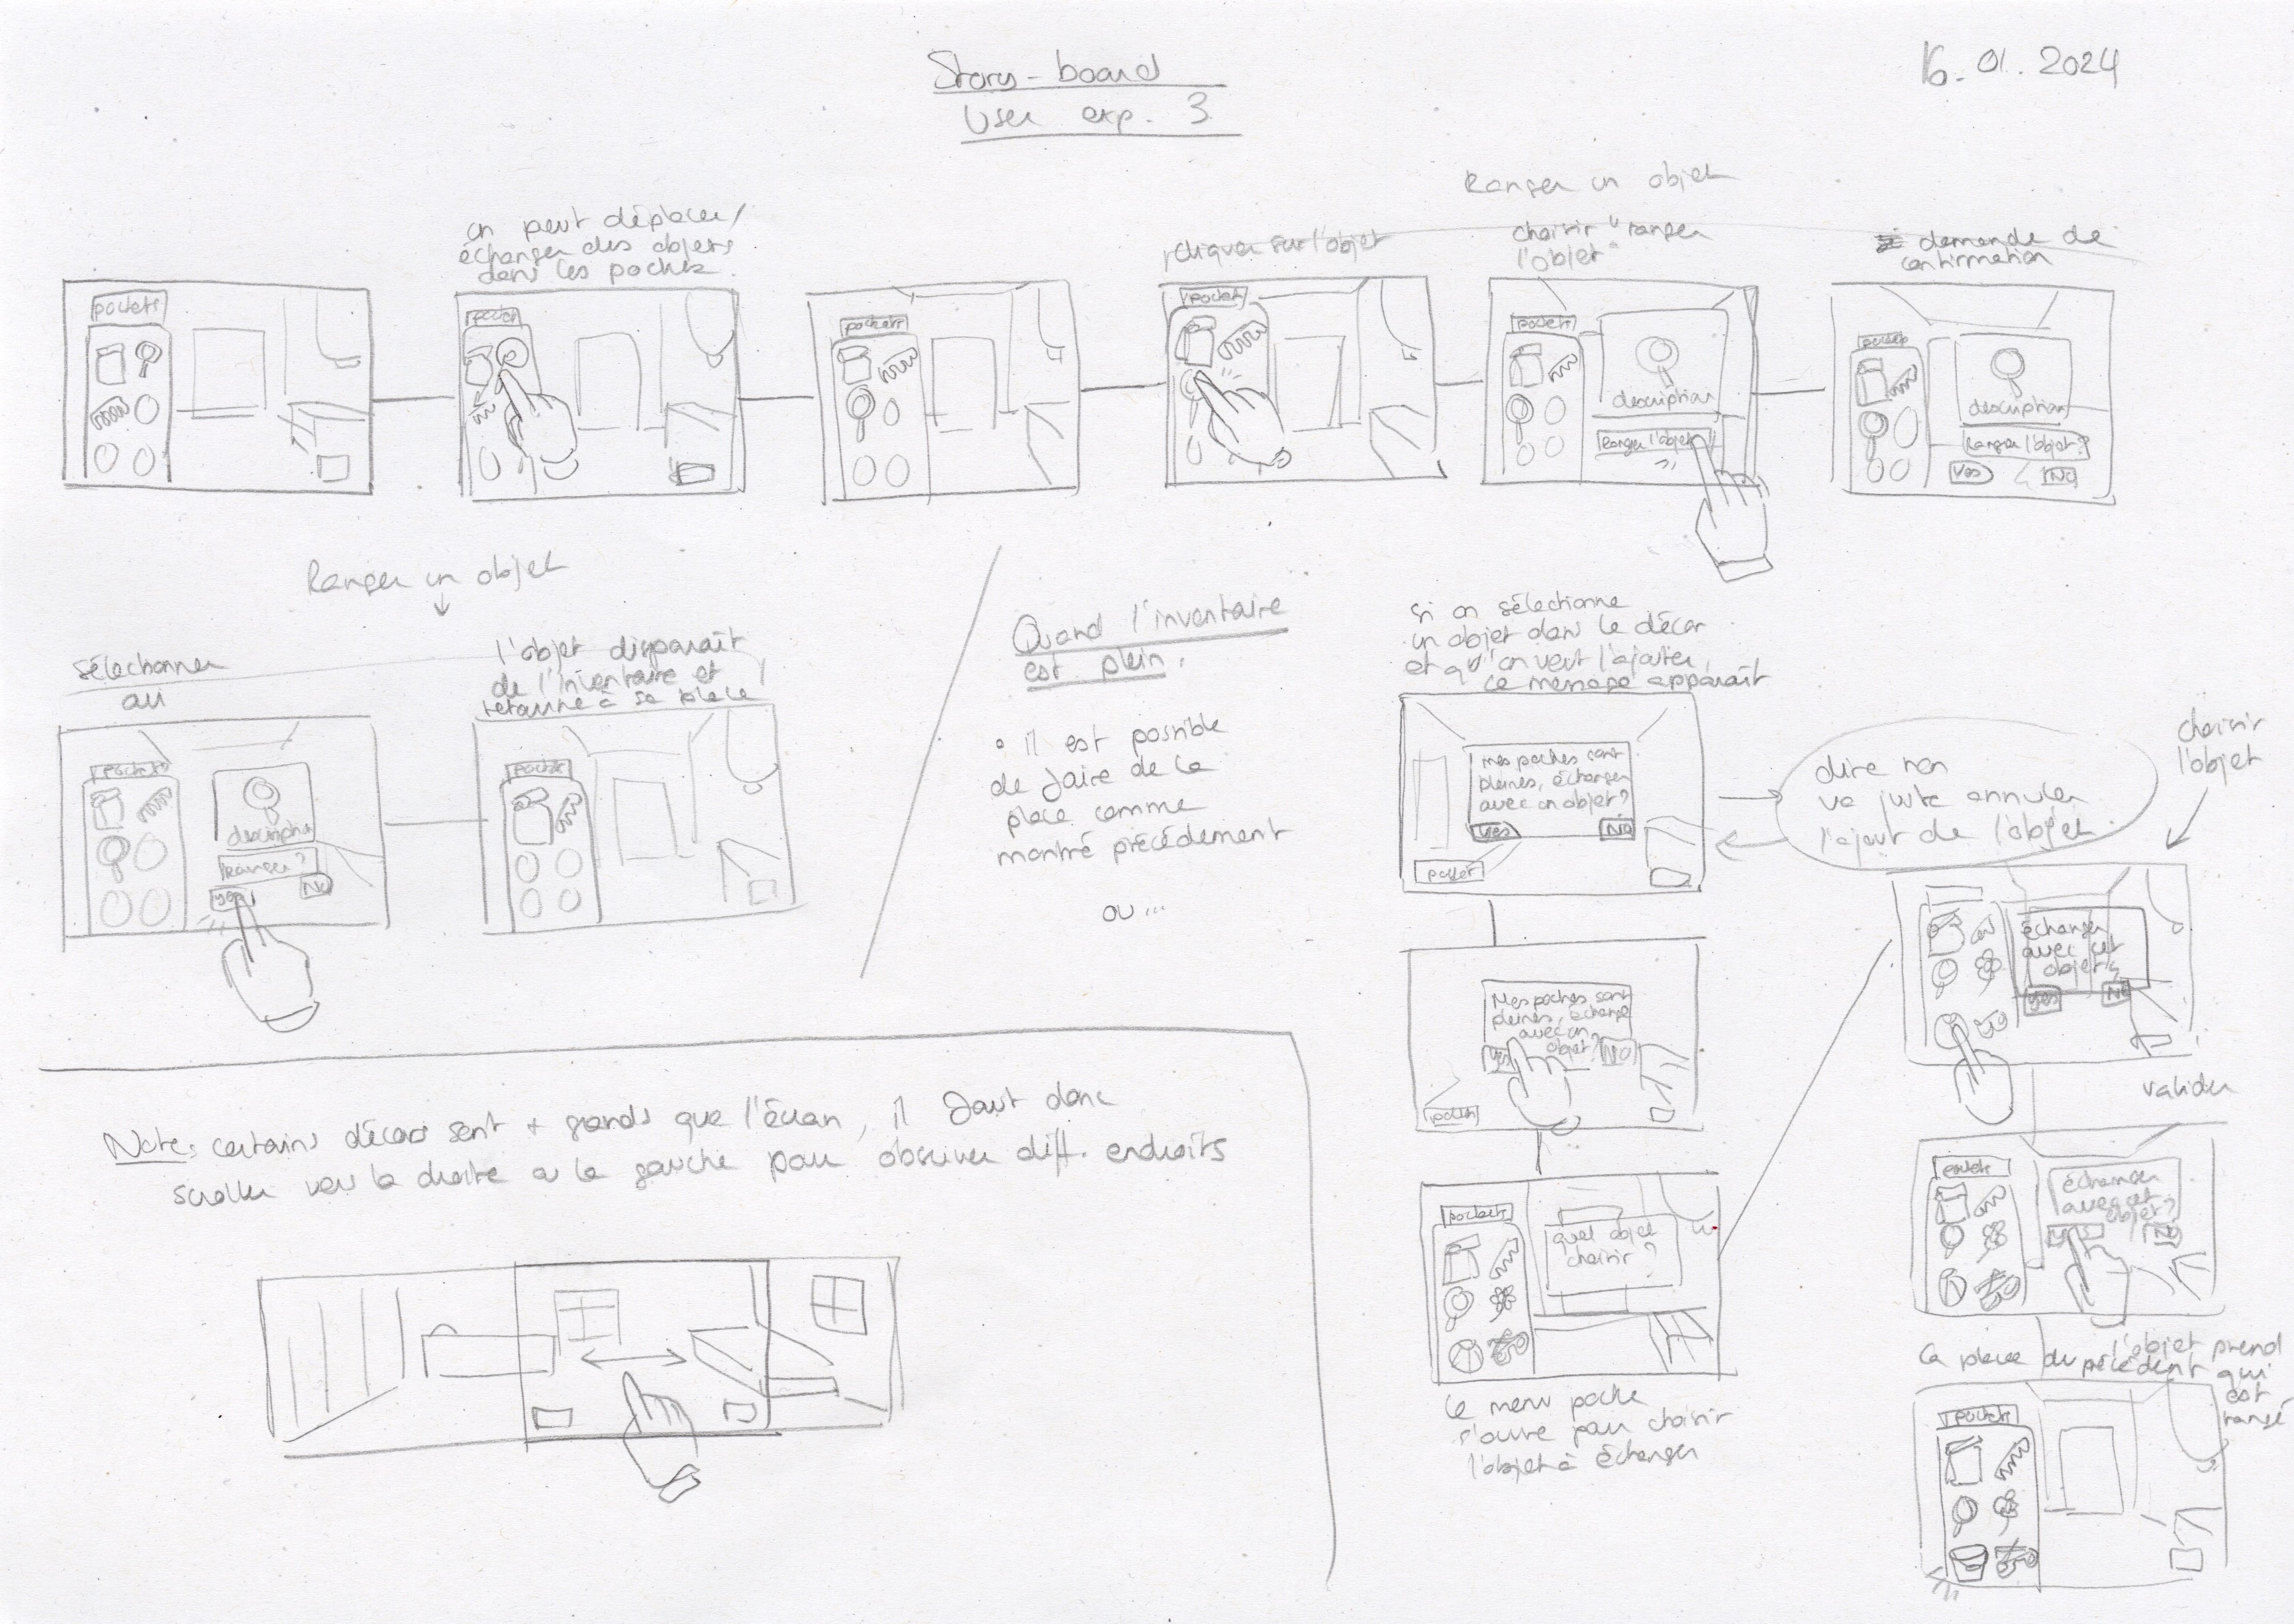 Story-board
User exp. 3
16. 01. 2024
on peut déplacer/
échanger des objets
dans les poches.
Ranger un objet
cliquer sur l'objet
choisir "ranger
l'objet"
demande de
confirmation
pockets
pocket
pockets
pocket
pockets
description
Ranger l'objet
description
Ranger l'objet?
Yes
No
Ranger un objet
sélectionner
l'objet disparaît
de l'inventaire et
retourne à sa place
pockets
description
Ranger?
yes
No
pockets
Quand l'inventaire
est plein.
• il est possible
de faire de la
place comme
montré précédement
ou...
si on sélectionne
un objet dans le décor
et qu'on veut l'ajouter,
ce message apparaît
Mes poches sont
pleines, échanger
avec un objet?
Yes
No
pocket
dire non
va juste annuler
l'ajout de l'objet.
choisir
l'objet
Mes poches sont
pleines, échanger
avec un
objet?
Yes
NO
pocket
échanger
avec cet
objet?
yes
No
valider
pockets
quel objet
choisir?
le menu poche
s'ouvre pour choisir
l'objet à échanger
pockets
échanger
avec cet
objet?
No
l'objet prend
la place du précédent qui
est
rangé
pockets
Note: certains décors sont + grands que l'écran, il faut donc
scroller vers la droite ou la gauche pour observer diff. endroits